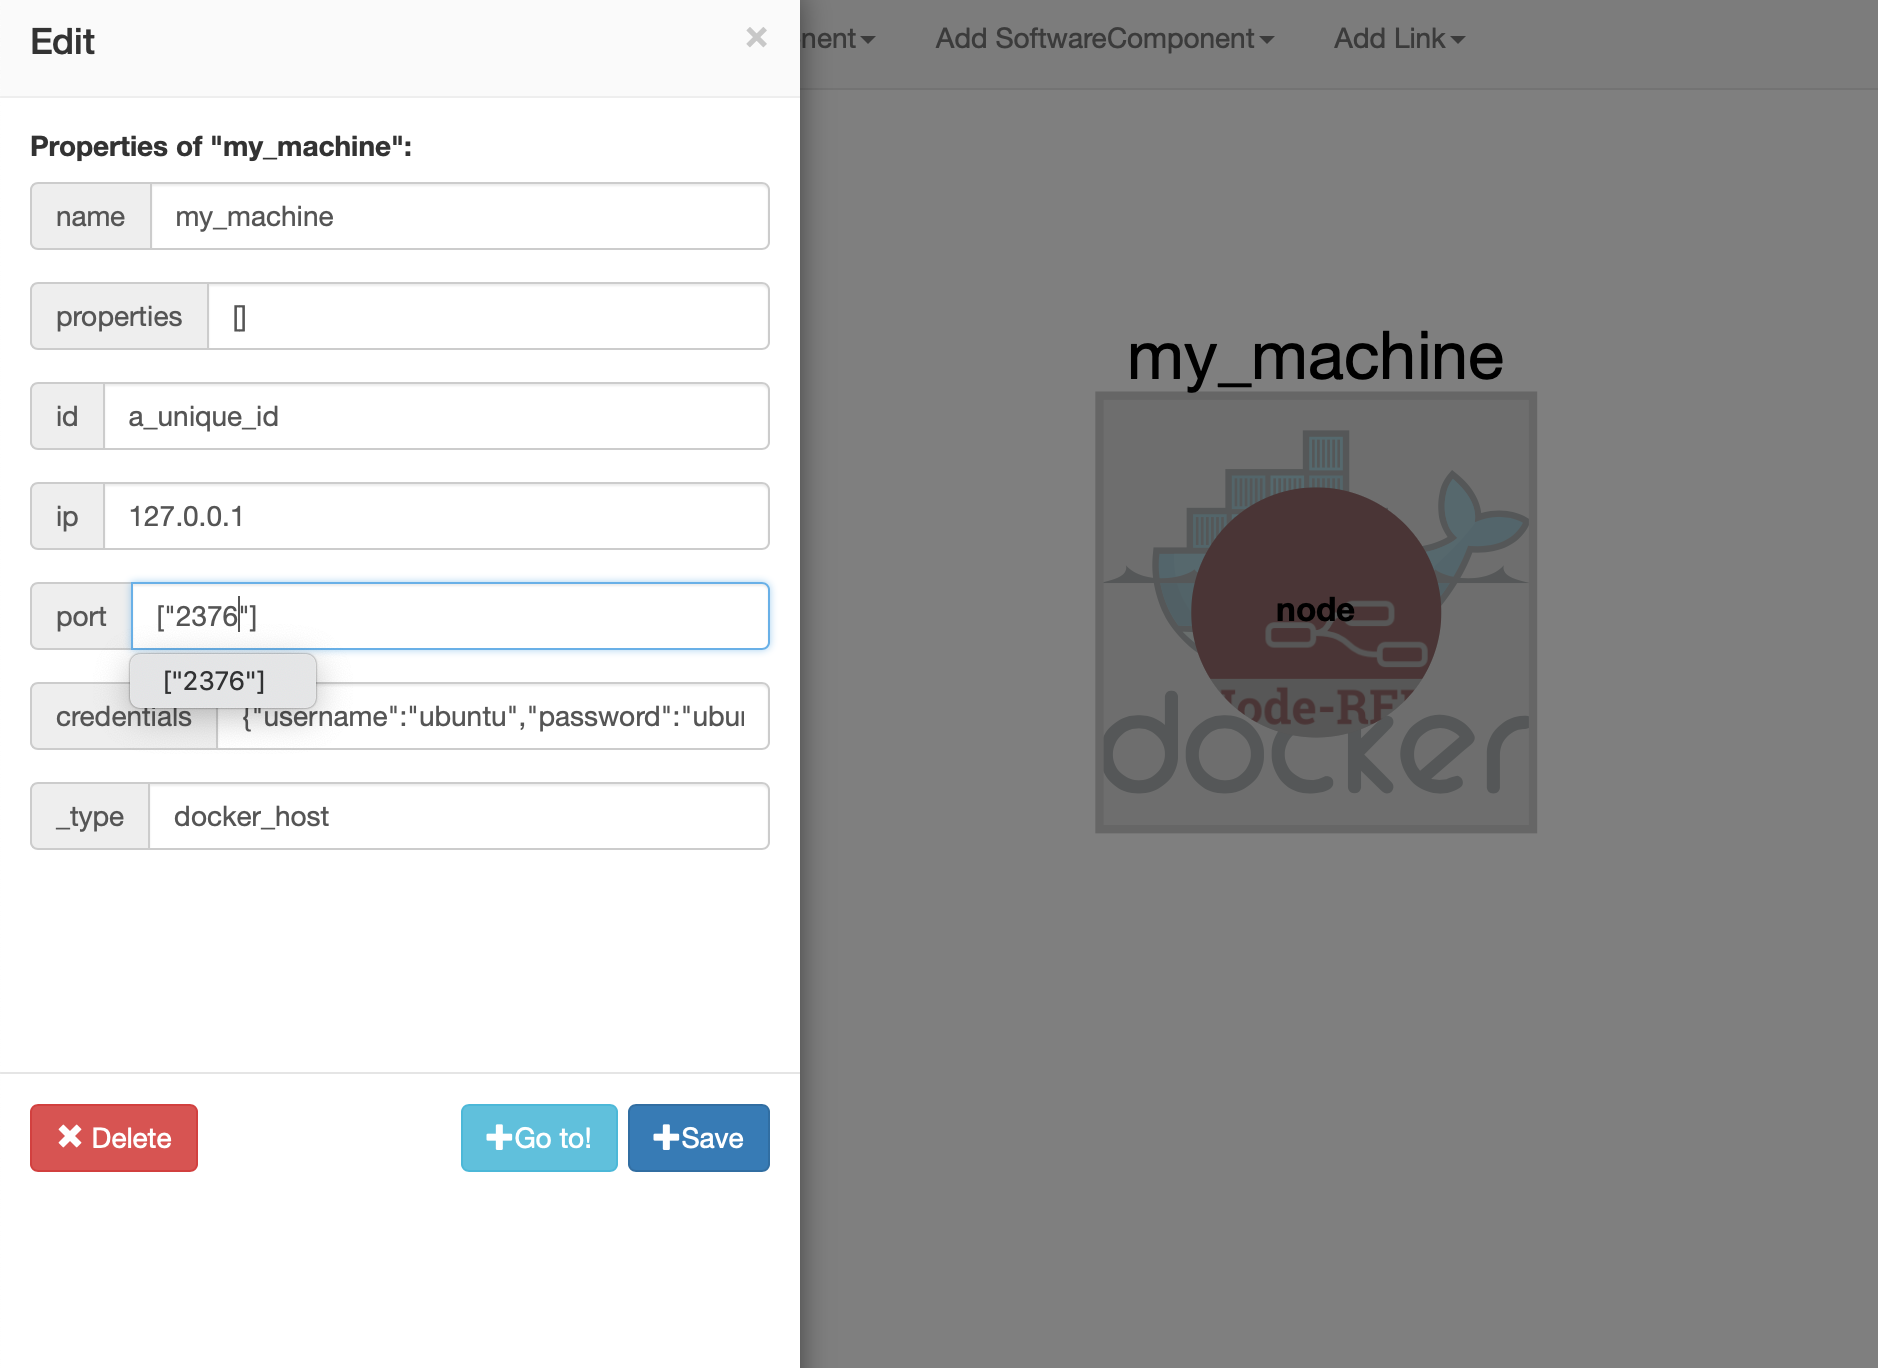 Edit ×
nent Add SoftwareComponent Add Link
Properties of "my_machine":
name my_machine
properties []
id a_unique_id
ip 127.0.0.1
port ["2376"]
["2376"]
credentials {"username":"ubuntu","password":"ubu
_type docker_host
Delete Go to! Save
my_machine
node
Node-RE
docker